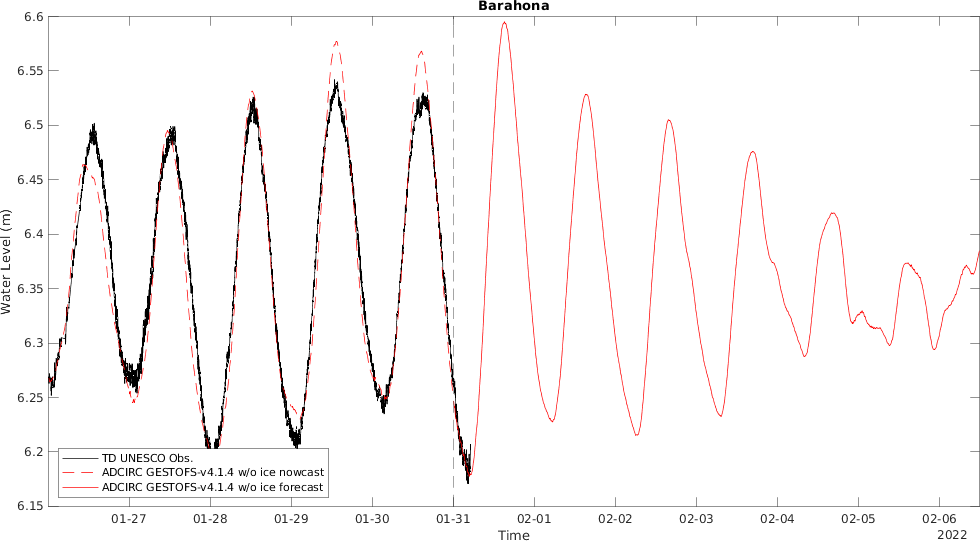 Barahona
6.6
6.55
6.5
6.45
6.4
6.35
6.3
6.25
6.2
6.15
Water Level (m)
TD UNESCO Obs.
ADCIRC GESTOFS-v4.1.4 w/o ice nowcast
ADCIRC GESTOFS-v4.1.4 w/o ice forecast
01-27 01-28 01-29 01-30 01-31 02-01 02-02 02-03 02-04 02-05 02-06
Time
2022